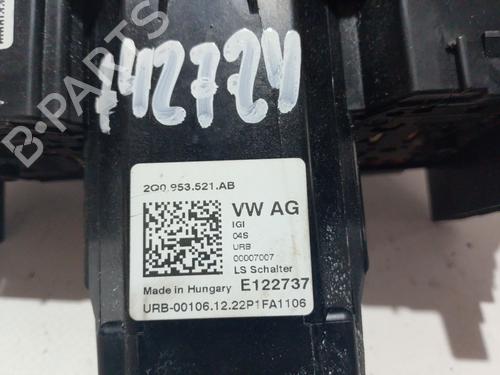 B-PARTS
142724
2Q0.953.521.AB
VW AG
IGI
04S
URB
00007007
LS Schalter
Made in Hungary E122737
URB-00106.12.22P1FA1106